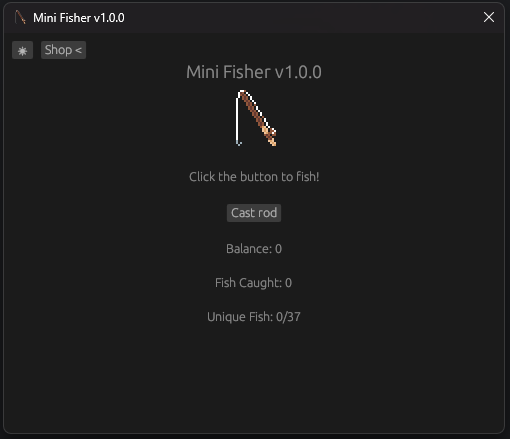 Mini Fisher v1.0.0
Shop <
Mini Fisher v1.0.0
Click the button to fish!
Cast rod
Balance: 0
Fish Caught: 0
Unique Fish: 0/37